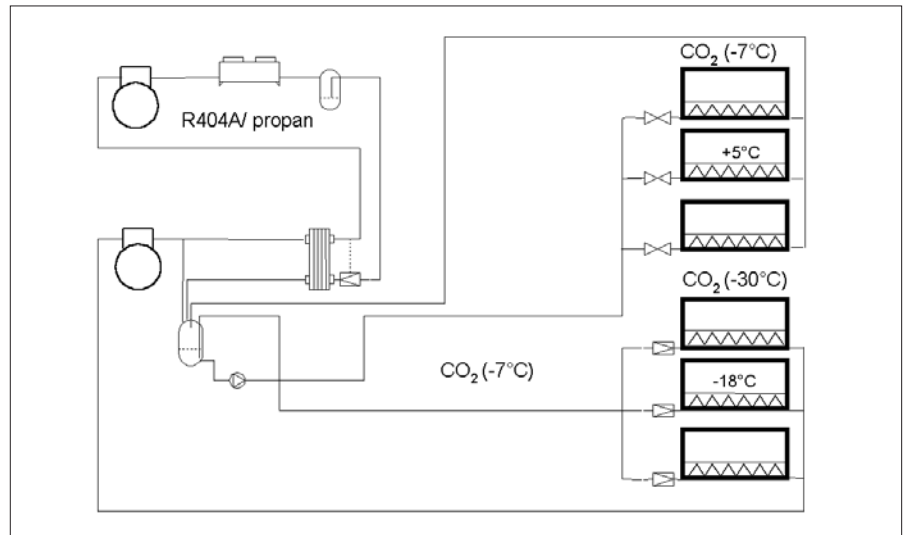 CO₂ (-7°C)
R404A/ propan
+5°C
CO₂ (-30°C)
CO₂ (-7°C)
-18°C